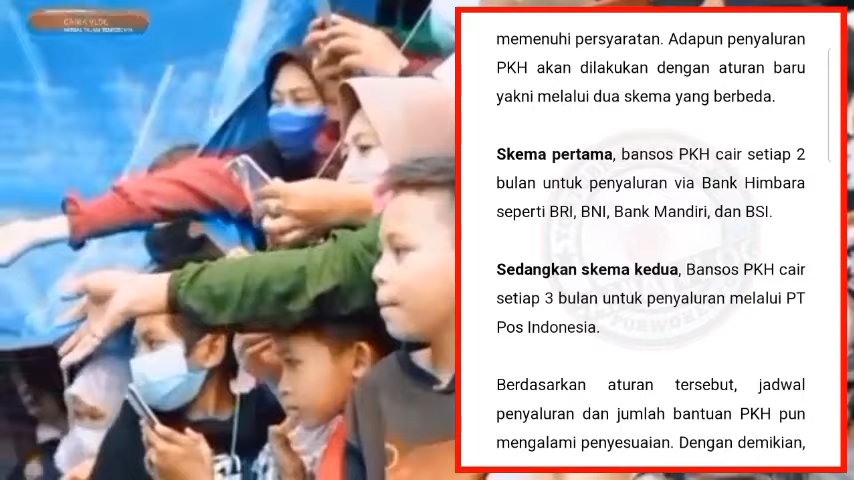 memenuhi persyaratan. Adapun penyaluran
PKH akan dilakukan dengan aturan baru
yakni melalui dua skema yang berbeda.
Skema pertama, bansos PKH cair setiap 2
bulan untuk penyaluran via Bank Himbara
seperti BRI, BNI, Bank Mandiri, dan BSI.
Sedangkan skema kedua, Bansos PKH cair
setiap 3 bulan untuk penyaluran melalui PT
Pos Indonesia.
Berdasarkan aturan tersebut, jadwal
penyaluran dan jumlah bantuan PKH pun
mengalami penyesuaian. Dengan demikian,